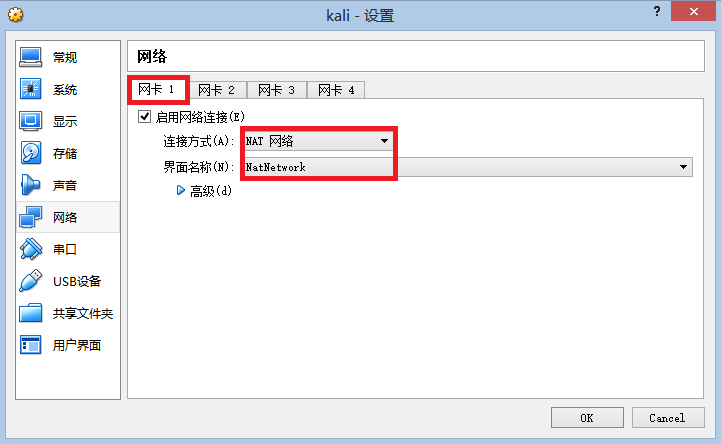 kali - 设置
?
常规
系统
显示
存储
声音
网络
串口
USB设备
共享文件夹
用户界面
网络
网卡 1 网卡 2 网卡 3 网卡 4
启用网络连接(E)
连接方式(A): NAT 网络
界面名称(N): NatNetwork
高级(d)
OK Cancel